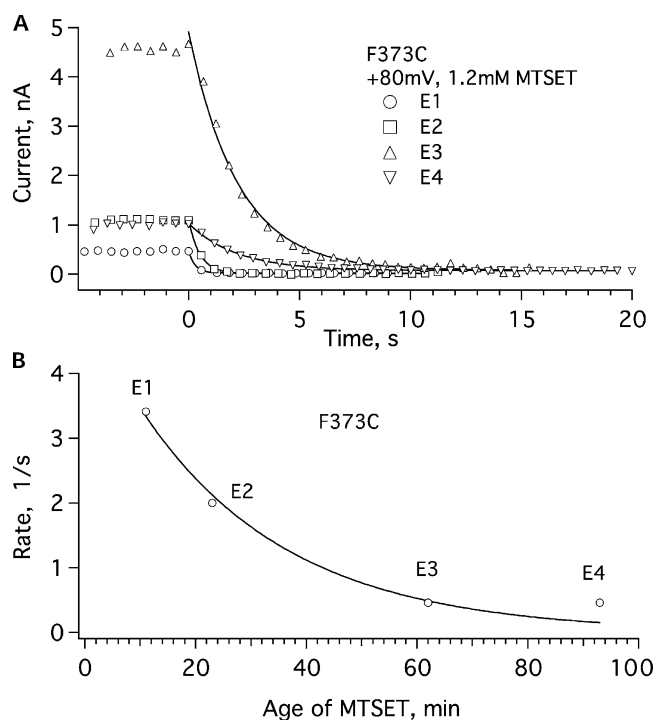 A
5
4
3
2
1
0
Current, nA
F373C
+80mV, 1.2mM MTSET
E1
E2
E3
E4
0
5
10
15
20
Time, s
B
4
3
2
1
0
Rate, 1/s
E1
F373C
E2
E3
E4
0
20
40
60
80
100
Age of MTSET, min